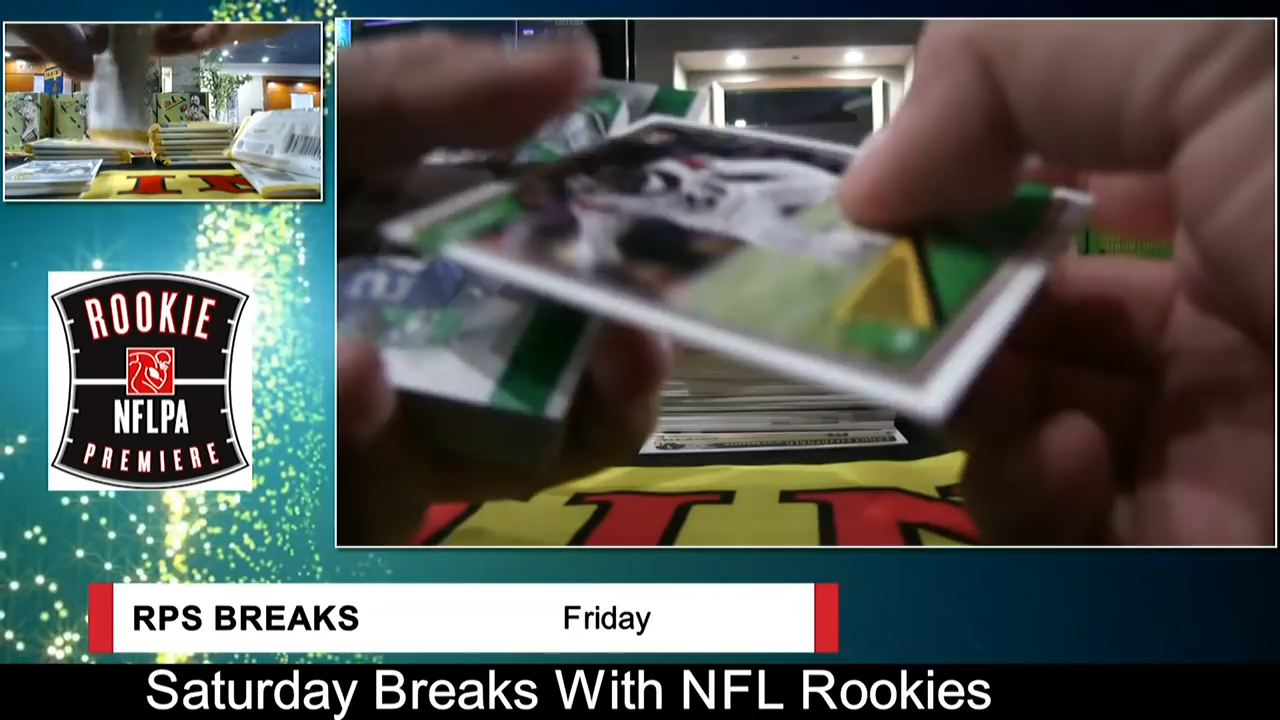 ROOKIE
NFLPA
PREMIERE
RPS BREAKS
Friday
Saturday Breaks With NFL Rookies